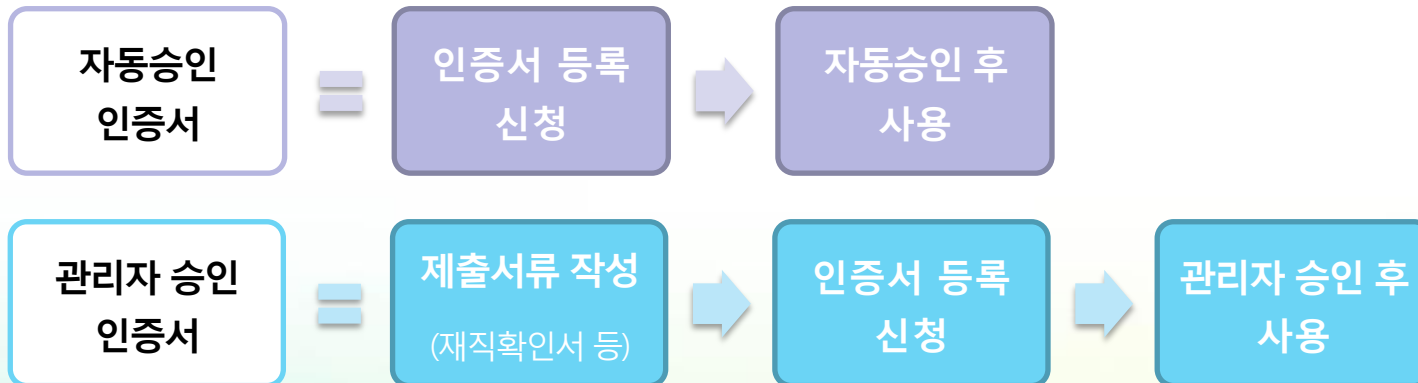 자동승인
인증서
인증서 등록
신청
자동승인 후
사용
관리자 승인
인증서
제출서류 작성
(재직확인서 등)
인증서 등록
신청
관리자 승인 후
사용